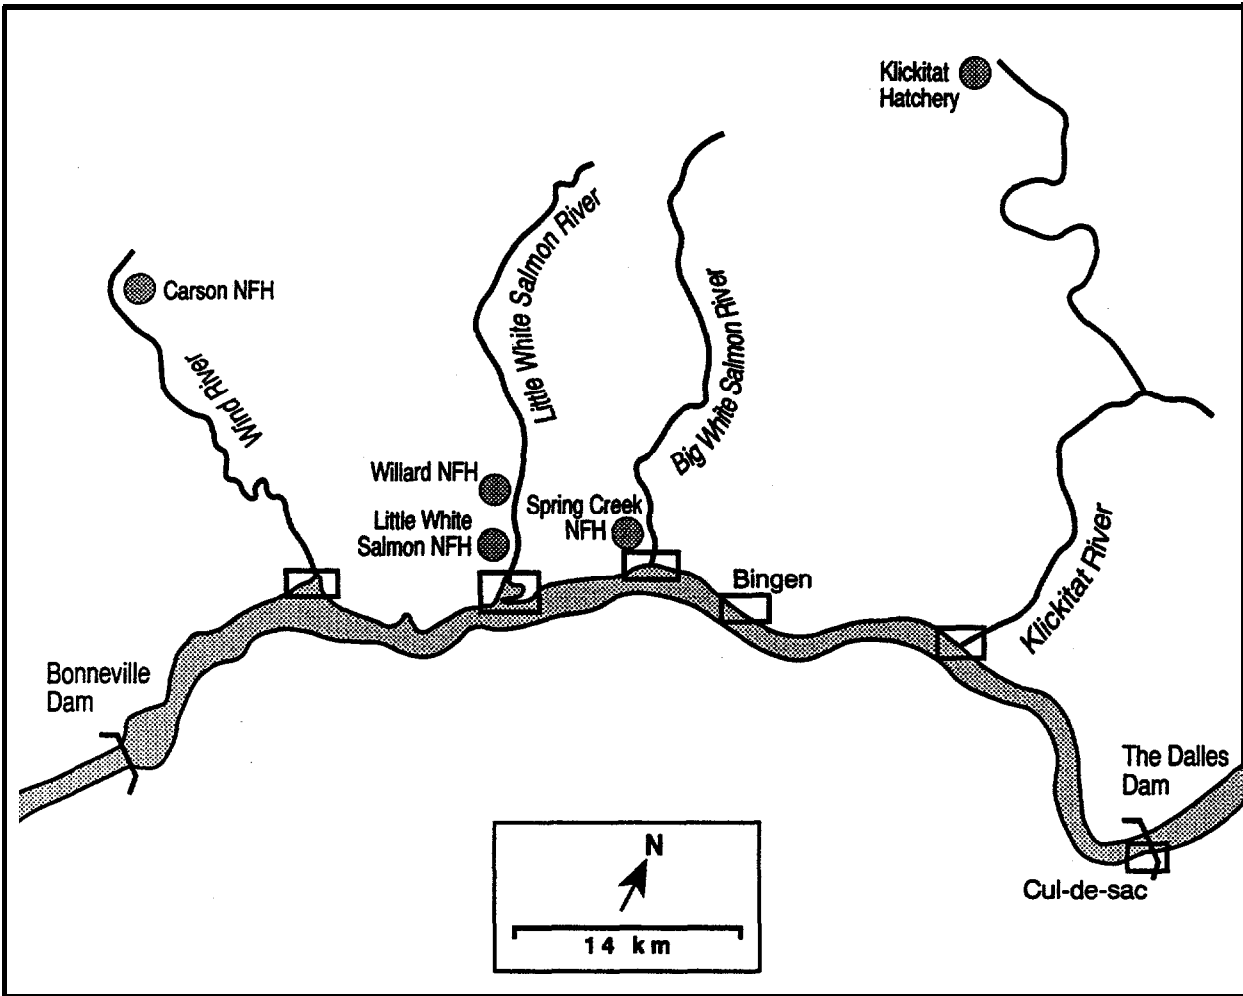 Klickitat
Hatchery
Carson NFH
Wind River
Little White Salmon River
Big White Salmon River
Willard NFH
Little White
Salmon NFH
Spring Creek
NFH
Bingen
Klickitat River
Bonneville
Dam
The Dalles
Dam
Cul-de-sac
N
14 km